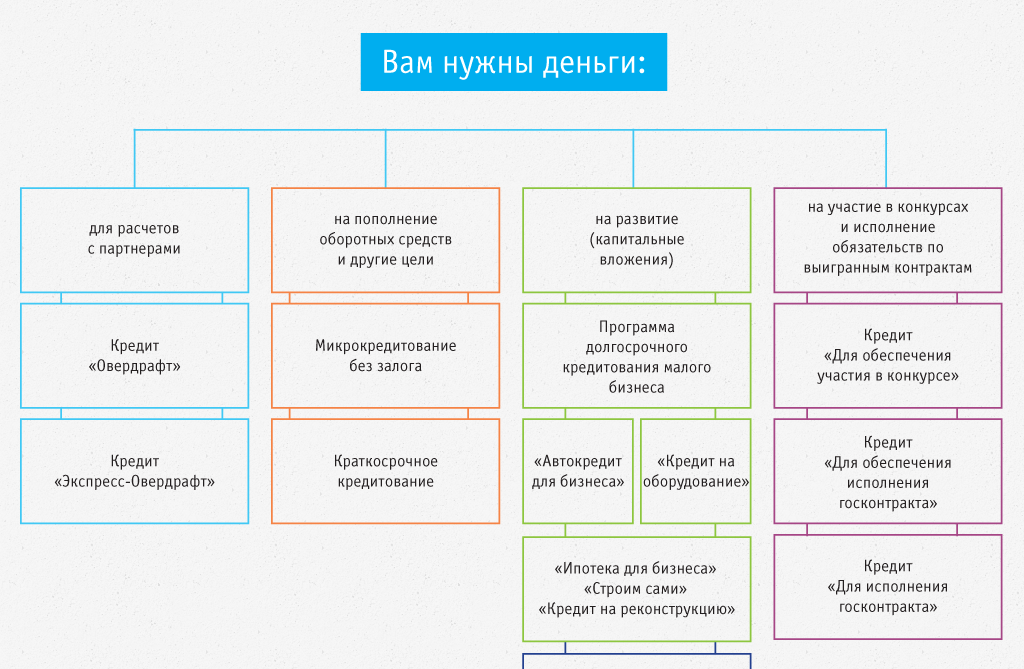 Вам нужны деньги:
для расчетов
с партнерами
на пополнение
оборотных средств
и другие цели
на развитие
(капитальные
вложения)
на участие в конкурсах
и исполнение
обязательств по
выигранным контрактам
Кредит
«Овердрафт»
Микрокредитование
без залога
Программа
долгосрочного
кредитования малого
бизнеса
Кредит
«Для обеспечения
участия в конкурсе»
Кредит
«Экспресс-Овердрафт»
Краткосрочное
кредитование
«Автокредит
для бизнеса»
«Кредит на
оборудование»
Кредит
«Для обеспечения
исполнения
госконтракта»
«Ипотека для бизнеса»
«Строим сами»
«Кредит на реконструкцию»
Кредит
«Для исполнения
госконтракта»